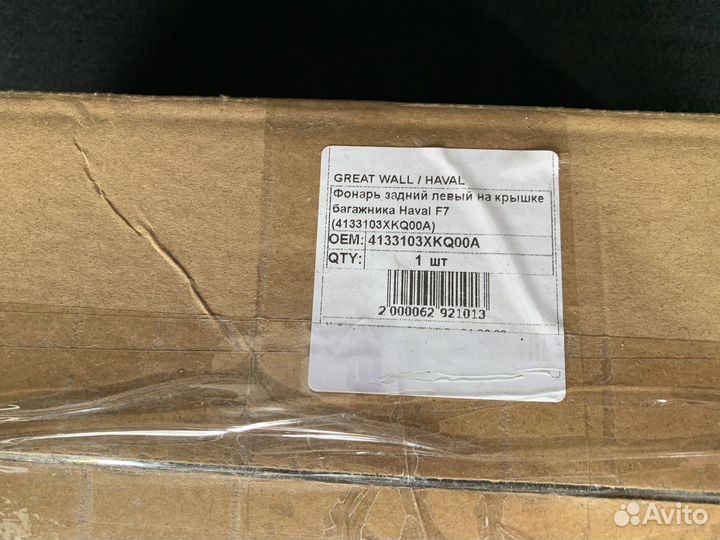 GREAT WALL / HAVAL
Фонарь задний левый на крышке
багажника Haval F7
(4133103XKQ00A)
OEM: 4133103XKQ00A
QTY: 1 шт
2 000062 921013
Avito